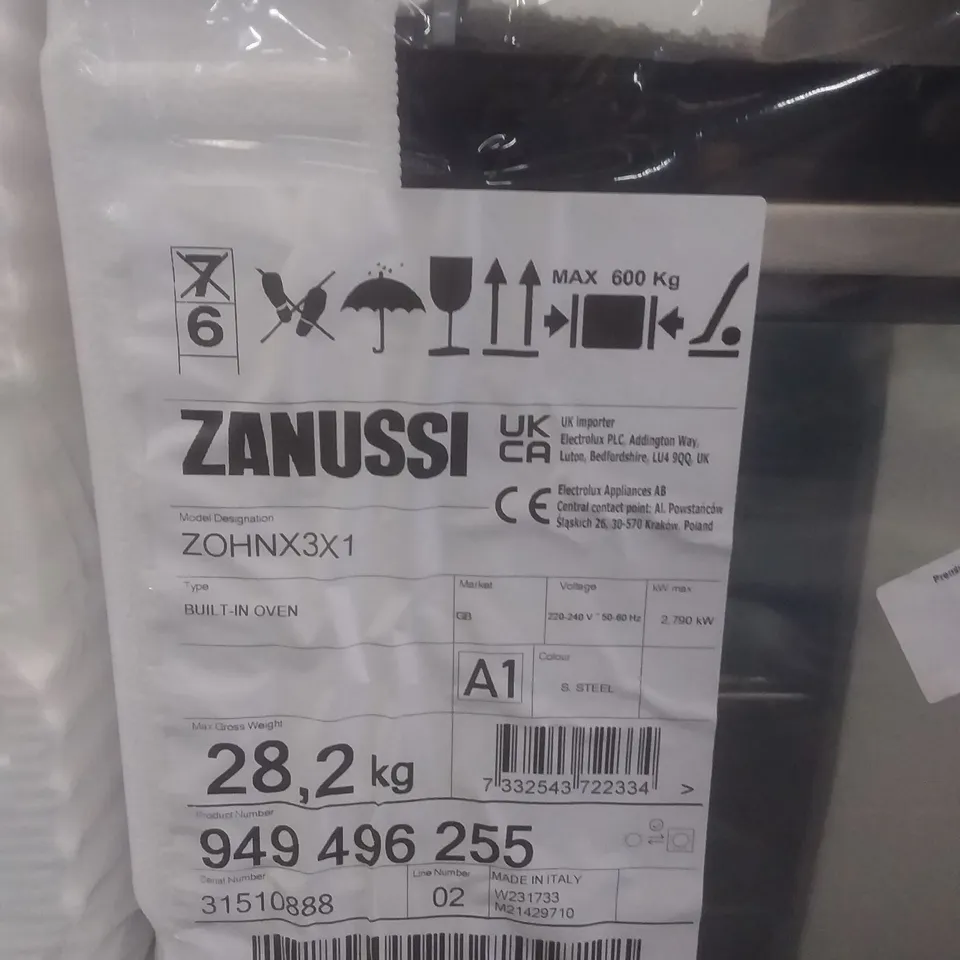 7
6
MAX 600 Kg
ZANUSSI
UK
CA
UK importer
Electrolux PLC, Addington Way,
Luton, Bedfordshire, LU4 9QQ, UK
CE
Electrolux Appliances AB
Central contact point: Al. Powstańców
Śląskich 26, 30-570 Kraków, Poland
Model Designation
ZOHNX3X1
Type
BUILT-IN OVEN
Market
GB
Voltage
220-240 V ~ 50-60 Hz
kW max
2.790 kW
A1
Colour
S. STEEL
Max Gross Weight
28,2 kg
7 332543 722334 >
Product Number
949 496 255
Serial Number
31510888
Line Number
02
MADE IN ITALY
W231733
M21429710